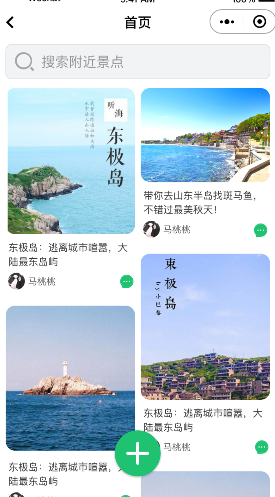 首页
搜索附近景点
听海
东极岛
东极岛：逃离城市喧嚣，大
陆最东岛屿
马桃桃
带你去山东半岛找斑马鱼，
不错过最美秋天！
马桃桃
東极岛
东极岛：逃离城市喧嚣，大
陆最东岛屿
马桃桃
东极岛：逃离城市喧嚣，大
陆最东岛屿